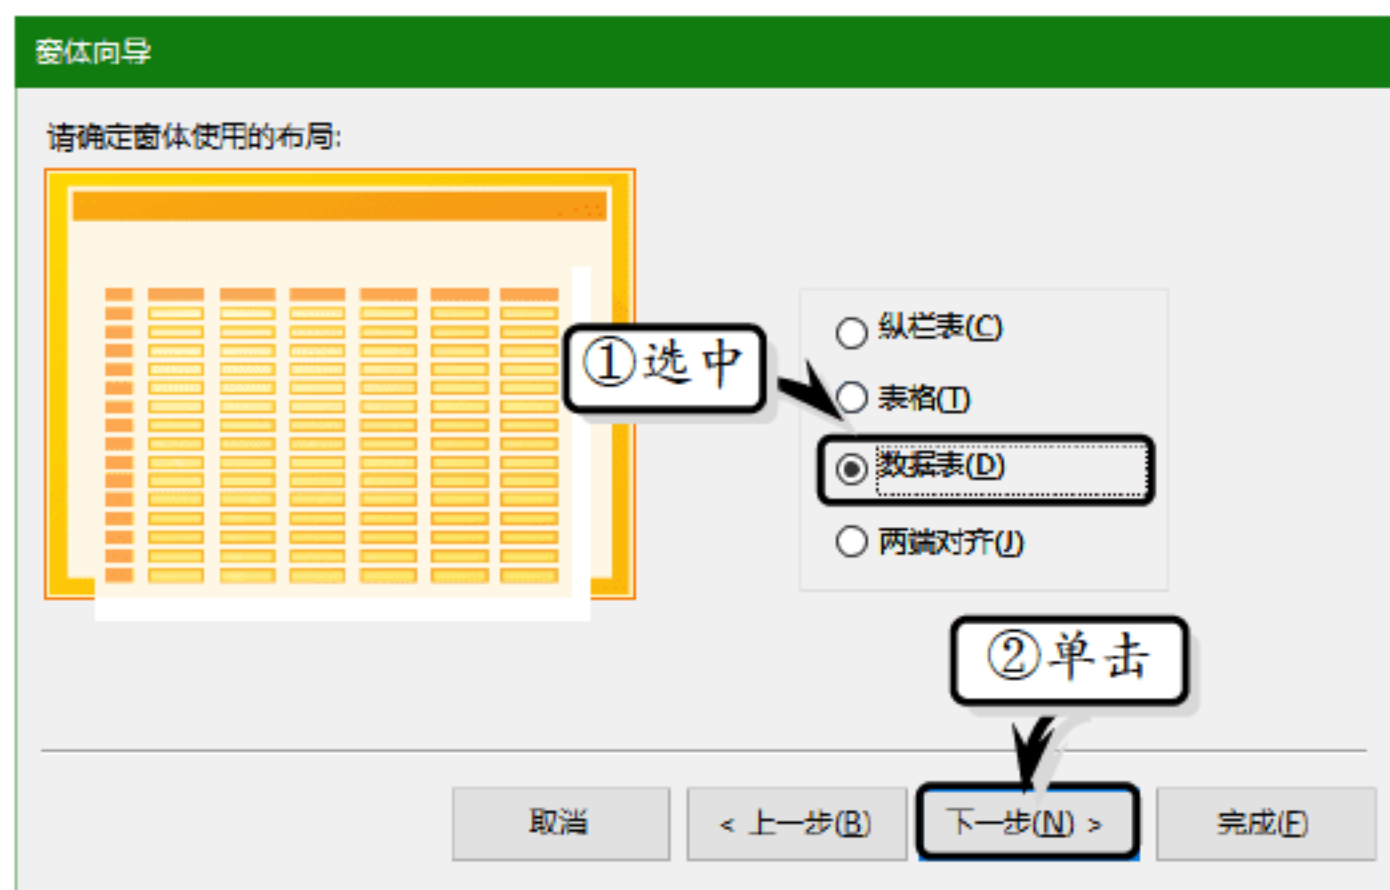 窗体向导
请确定窗体使用的布局:
纵栏表(C)
①选中
表格(T)
数据表(D)
两端对齐(J)
②单击
取消
< 上一步(B)
下一步(N) >
完成(F)